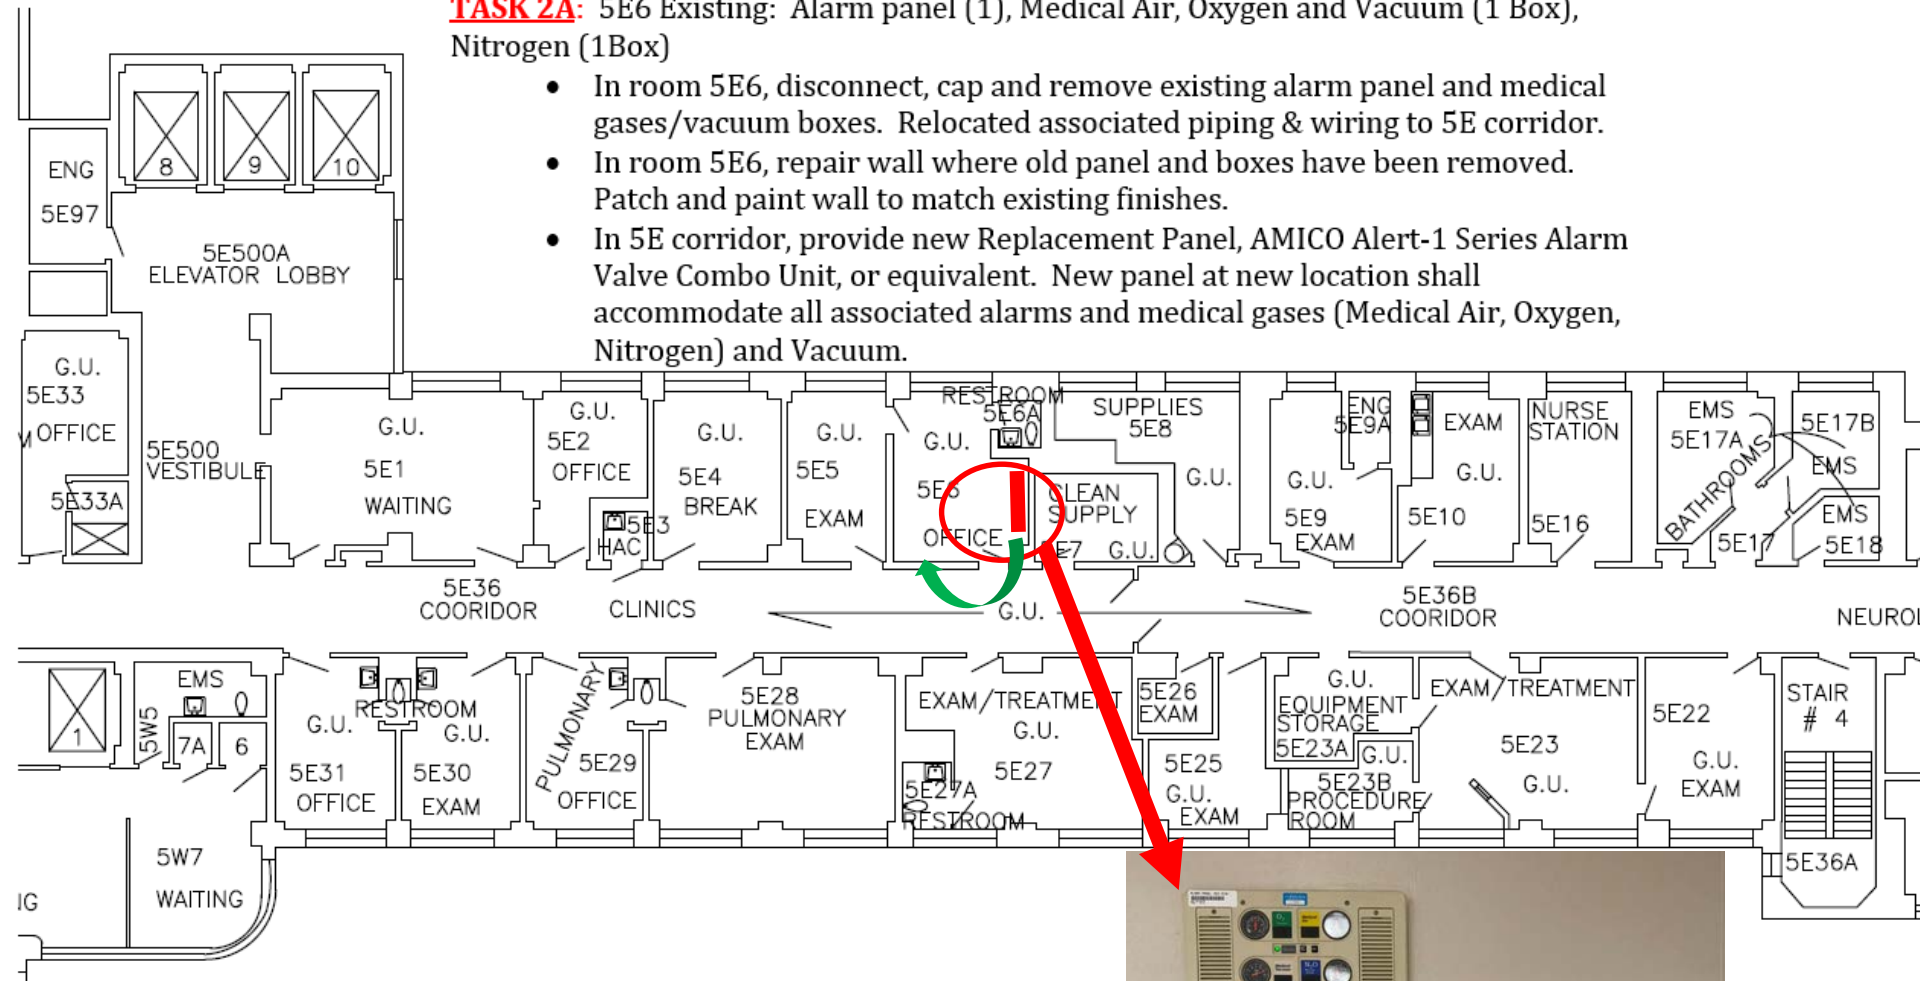 TASK 2A: 5E6 Existing: Alarm panel (1), Medical Air, Oxygen and Vacuum (1 Box),
Nitrogen (1Box)
• In room 5E6, disconnect, cap and remove existing alarm panel and medical
gases/vacuum boxes. Relocated associated piping & wiring to 5E corridor.
• In room 5E6, repair wall where old panel and boxes have been removed.
Patch and paint wall to match existing finishes.
• In 5E corridor, provide new Replacement Panel, AMICO Alert-1 Series Alarm
Valve Combo Unit, or equivalent. New panel at new location shall
accommodate all associated alarms and medical gases (Medical Air, Oxygen,
Nitrogen) and Vacuum.
8
9
10
ENG
5E97
5E500A
ELEVATOR LOBBY
G.U.
5E33
OFFICE
5E33A
5E500
VESTIBULE
G.U.
5E1
WAITING
G.U.
5E2
OFFICE
5E3
HAC
G.U.
5E4
BREAK
G.U.
5E5
EXAM
RESTROOM
5E6A
G.U.
5E6
OFFICE
SUPPLIES
5E8
G.U.
CLEAN
SUPPLY
G.U.
ENG
5E9A
G.U.
5E9
EXAM
EXAM
G.U.
5E10
NURSE
STATION
5E16
EMS
5E17A
BATHROOMS
5E17
5E17B
EMS
EMS
5E18
5E36
COORIDOR
CLINICS
G.U.
5E36B
COORIDOR
EMS
5W5
7A
6
1
G.U.
RESTROOM
G.U.
5E31
OFFICE
5E30
EXAM
PULMONARY
5E29
OFFICE
5E28
PULMONARY
EXAM
EXAM/TREATMENT
G.U.
5E27
5E27A
RESTROOM
5E26
EXAM
5E25
G.U.
EXAM
G.U.
EQUIPMENT
STORAGE
5E23A
G.U.
5E23B
PROCEDURE
ROOM
EXAM/TREATMENT
5E23
G.U.
5E22
G.U.
EXAM
STAIR
# 4
5E36A
5W7
WAITING